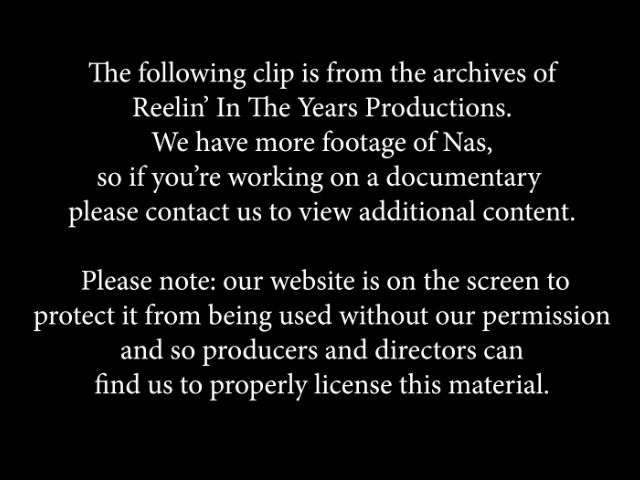 The following clip is from the archives of
Reelin’ In The Years Productions.
We have more footage of Nas,
so if you’re working on a documentary
please contact us to view additional content.
Please note: our website is on the screen to
protect it from being used without our permission
and so producers and directors can
find us to properly license this material.